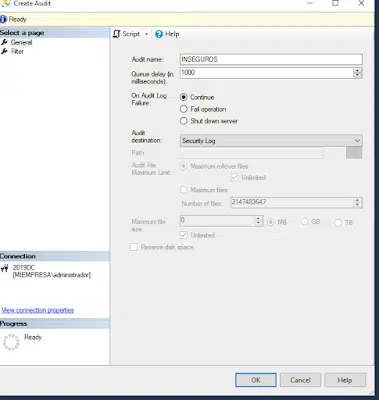 Create Audit
Ready
Select a page
General
Filter
Script
Help
Audit name:
INSEGUROS
Queue delay (in
milliseconds):
1000
On Audit Log
Failure:
Continue
Fail operation
Shut down server
Audit
destination:
Security Log
Path:
Audit File
Maximum Limit:
Maximum rollover files:
Unlimited
Maximum files:
Number of files:
2147483647
Maximum file
size:
0
MB
GB
TB
Unlimited
Reserve disk space
Connection
2019DC
[MIEMPRESA\administrador]
View connection properties
Progress
Ready
OK
Cancel
Help